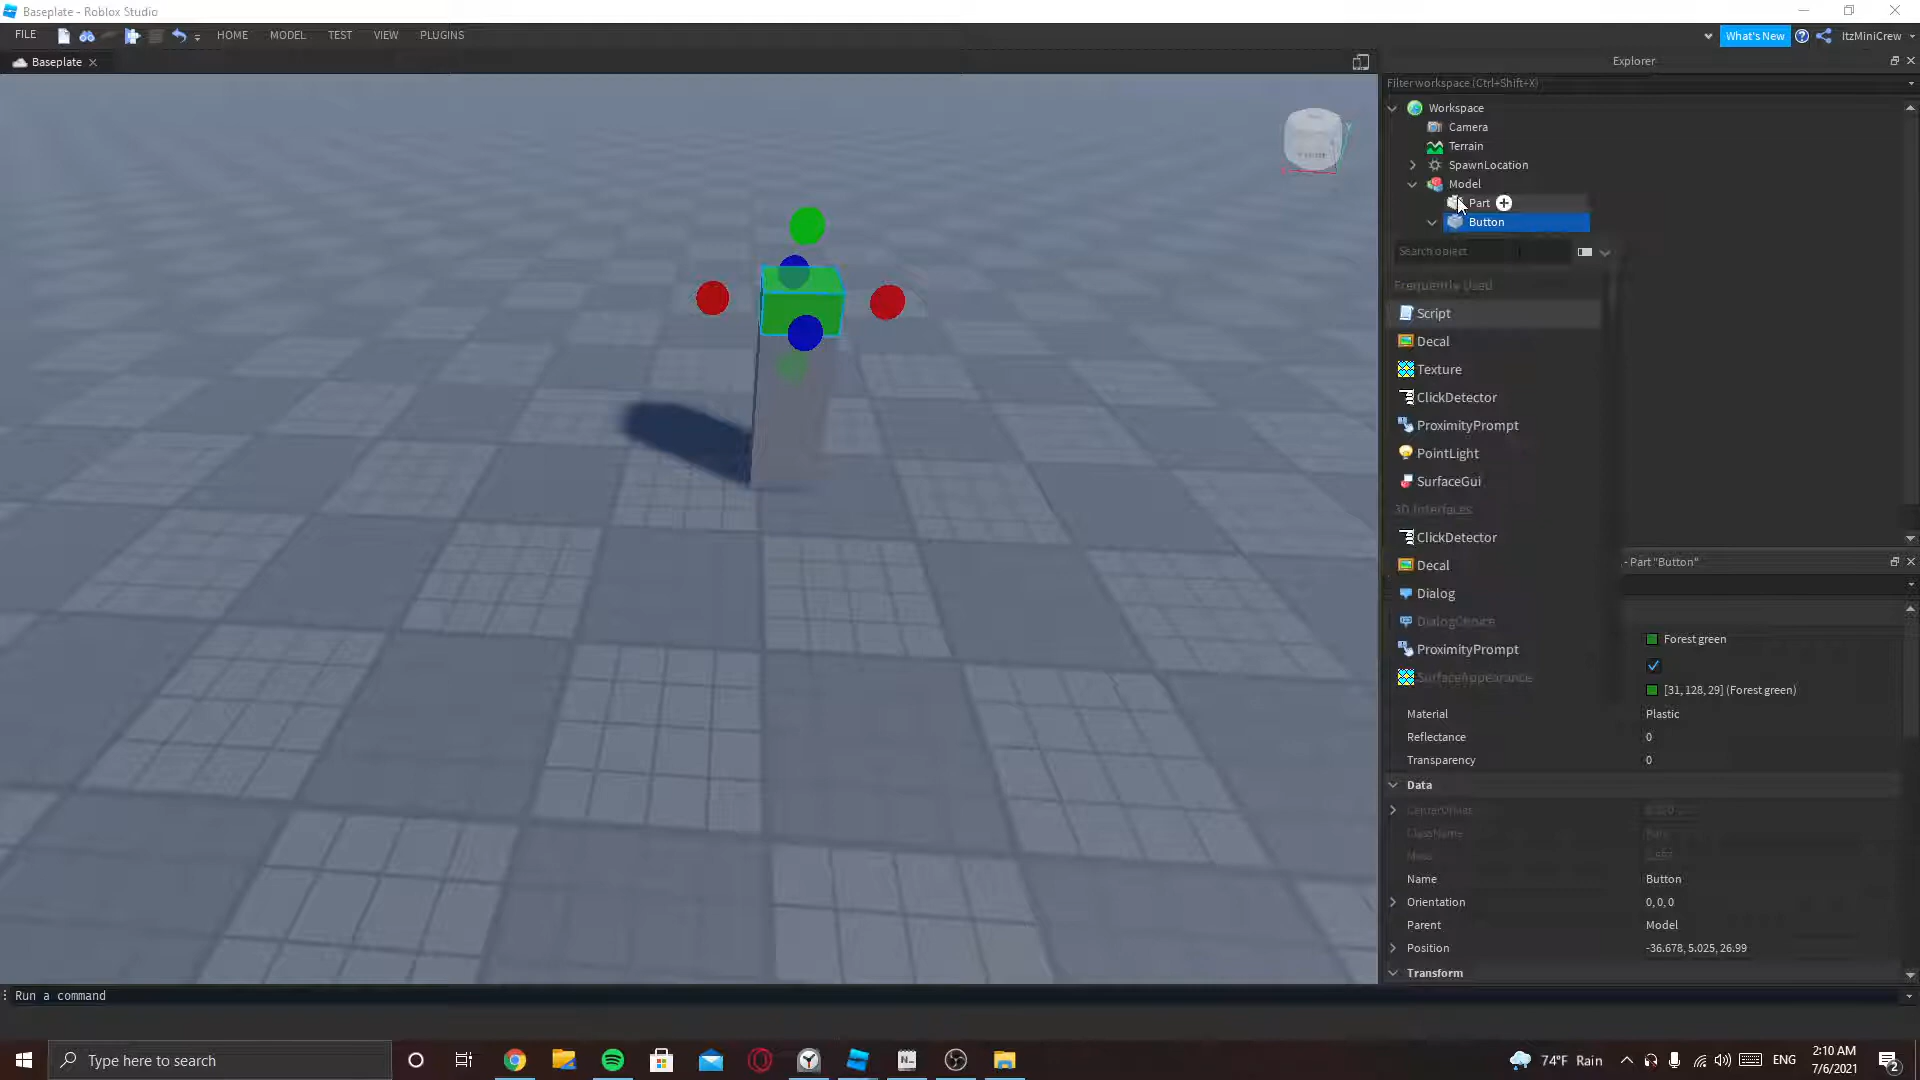 Baseplate - Roblox Studio
FILE
HOME
MODEL
TEST
VIEW
PLUGINS
What's New
ItzMiniCrew
Baseplate
Explorer
Filter workspace (Ctrl+Shift+X)
Workspace
Camera
Terrain
SpawnLocation
Model
Part
Button
Search object
Frequently Used
Script
Decal
Texture
ClickDetector
ProximityPrompt
PointLight
SurfaceGui
3D Interfaces
ClickDetector
Decal
Dialog
DialogChoice
ProximityPrompt
SurfaceAppearance
- Part "Button"
Forest green
[31, 128, 29] (Forest green)
Material Plastic
Reflectance 0
Transparency 0
Data
CenterOfMass
ClassName Part
Mass
Name Button
Orientation 0, 0, 0
Parent Model
Position -36.678, 5.025, 26.99
Transform
Run a command
Type here to search
74°F Rain
ENG
2:10 AM
7/6/2021
2